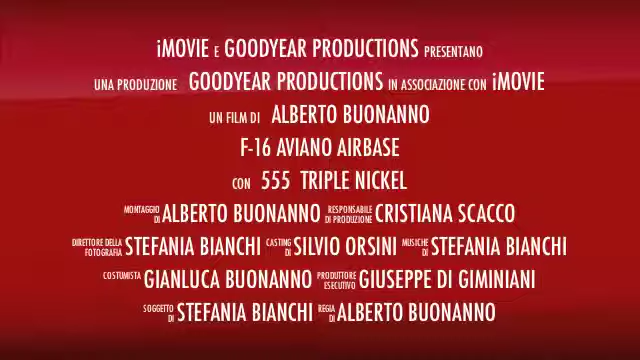 iMOVIE E GOODYEAR PRODUCTIONS PRESENTANO
UNA PRODUZIONE GOODYEAR PRODUCTIONS IN ASSOCIAZIONE CON iMOVIE
UN FILM DI ALBERTO BUONANNO
F-16 AVIANO AIRBASE
CON 555 TRIPLE NICKEL
MONTAGGIO DI ALBERTO BUONANNO RESPONSABILE DI PRODUZIONE CRISTIANA SCACCO
DIRETTORE DELLA FOTOGRAFIA STEFANIA BIANCHI CASTING DI SILVIO ORSINI MUSICHE DI STEFANIA BIANCHI
COSTUMISTA GIANLUCA BUONANNO PRODUTTORE ESECUTIVO GIUSEPPE DI GIMINIANI
SOGGETTO DI STEFANIA BIANCHI REGIA DI ALBERTO BUONANNO